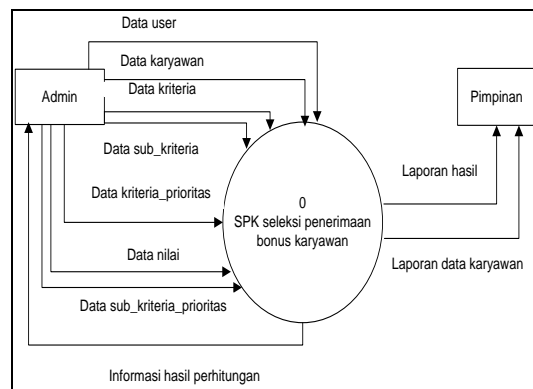 Data user
Data karyawan
Data kriteria
Admin
Pimpinan
Data sub_kriteria
Laporan hasil
Data kriteria_prioritas
0
SPK seleksi penerimaan
bonus karyawan
Data nilai
Laporan data karyawan
Data sub_kriteria_prioritas
Informasi hasil perhitungan